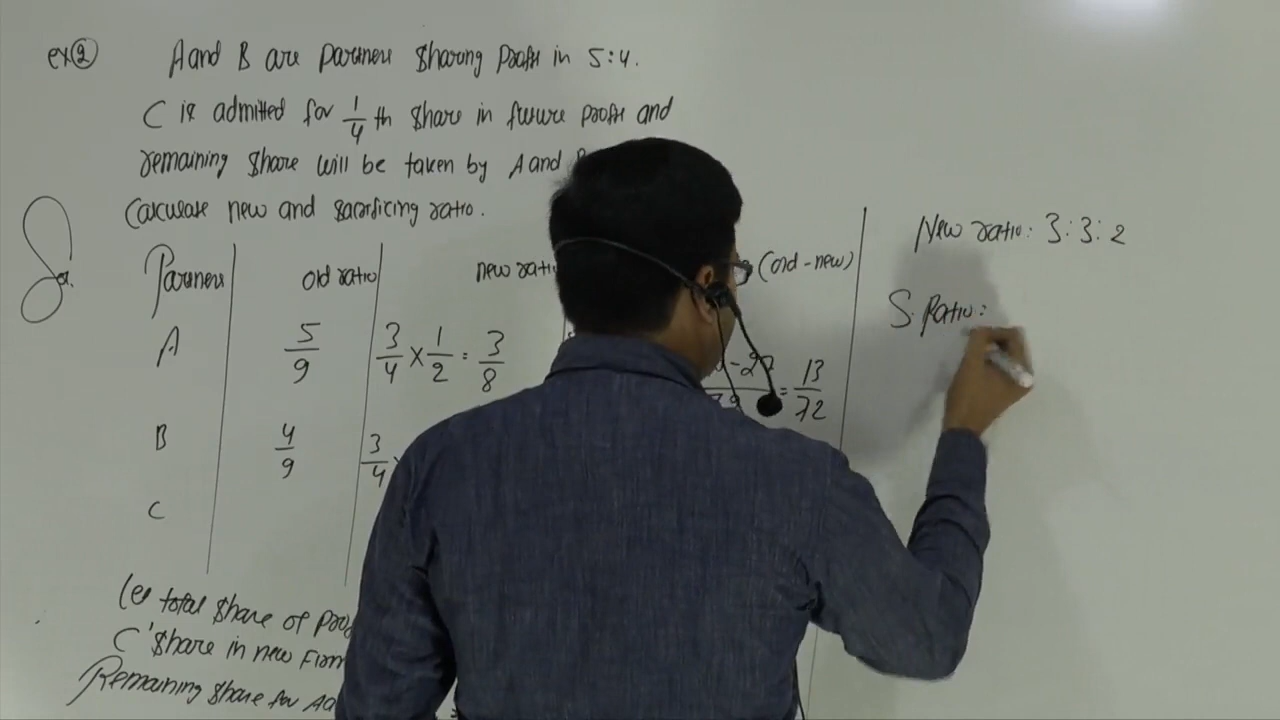 ex② A and B are partners sharing profit in 5:4.
C is admitted for 1/4 th share in future profit and
remaining share will be taken by A and
Calculate new and sacrificing ratio.
Sol.
Partners old ratio new ratio (old-new)
A 5/9 3/4 × 1/2 = 3/8 -27 = 13/72
B 4/9 3/4
C
New ratio: 3:3:2
S. Ratio:
Let total share of
C's share in new firm
Remaining share for